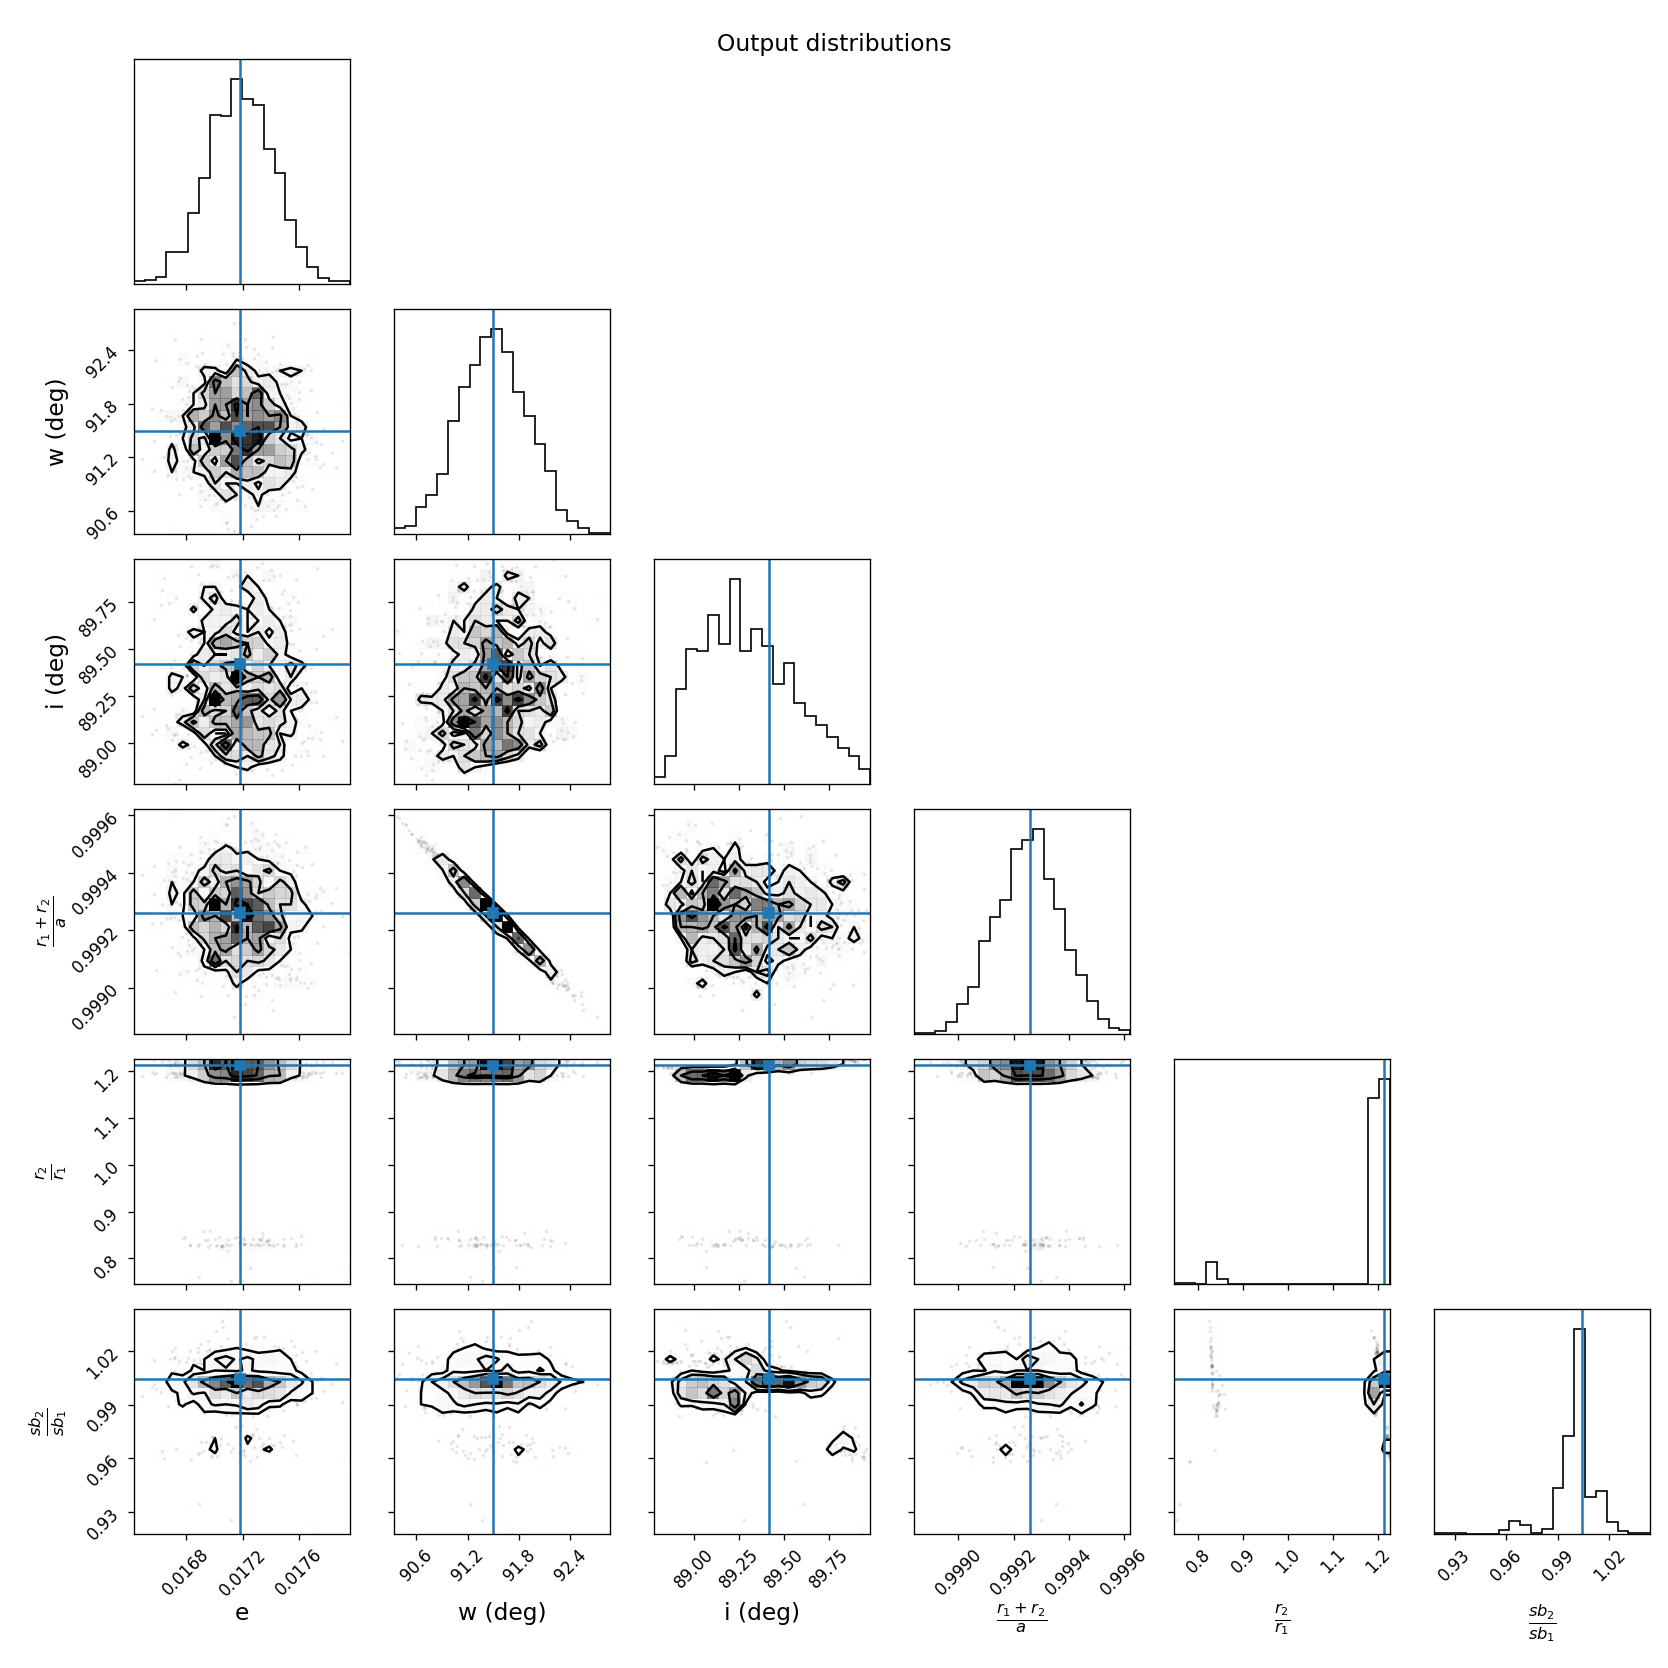 Output distributions
92.4
91.8
91.2
90.6
w (deg)
89.75
89.50
89.25
89.00
i (deg)
0.9996
0.9994
0.9992
0.9990
r1 + r2
a
1.2
1.1
1.0
0.9
0.8
r2
r1
1.02
0.99
0.96
0.93
sb2
sb1
0.0168 0.0172 0.0176 90.6 91.2 91.8 92.4 89.00 89.25 89.50 89.75 0.9990 0.9992 0.9994 0.9996 0.8 0.9 1.0 1.1 1.2 0.93 0.96 0.99 1.02
e w (deg) i (deg)
r1 + r2 r2 sb2
a r1 sb1